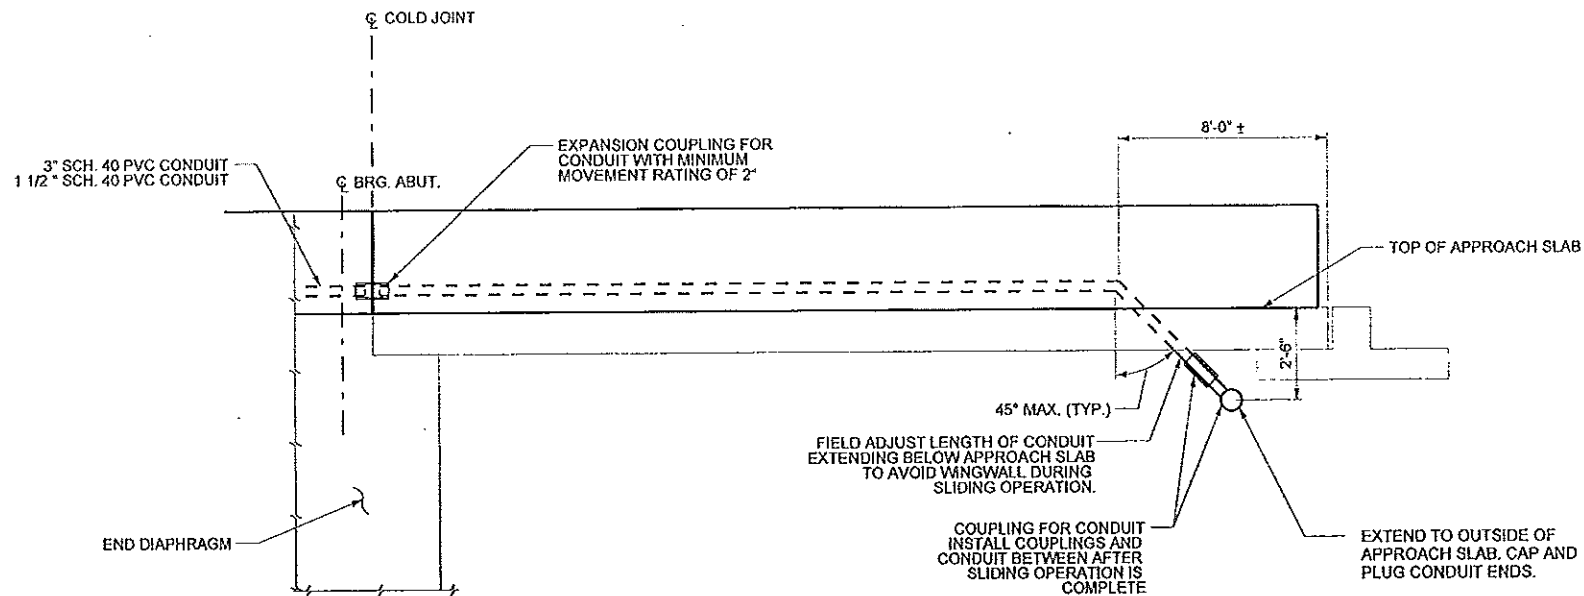 ℄ COLD JOINT
3" SCH. 40 PVC CONDUIT
1 1/2 " SCH. 40 PVC CONDUIT
℄ BRG. ABUT.
EXPANSION COUPLING FOR
CONDUIT WITH MINIMUM
MOVEMENT RATING OF 2"
8'-0" ±
TOP OF APPROACH SLAB
2'-6"
45° MAX. (TYP.)
FIELD ADJUST LENGTH OF CONDUIT
EXTENDING BELOW APPROACH SLAB
TO AVOID WINGWALL DURING
SLIDING OPERATION.
END DIAPHRAGM
COUPLING FOR CONDUIT
INSTALL COUPLINGS AND
CONDUIT BETWEEN AFTER
SLIDING OPERATION IS
COMPLETE
EXTEND TO OUTSIDE OF
APPROACH SLAB. CAP AND
PLUG CONDUIT ENDS.